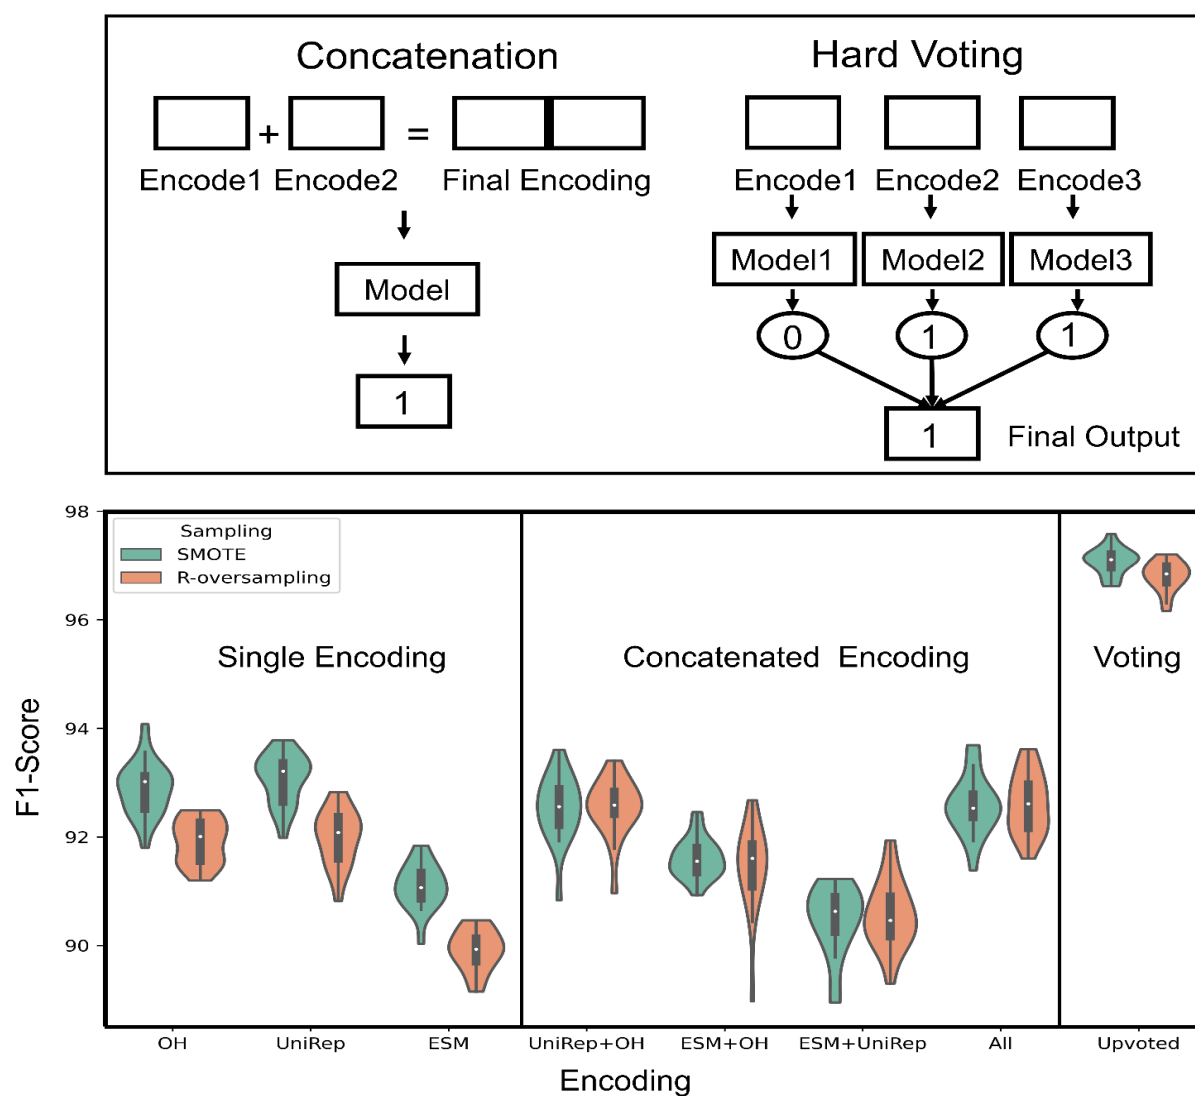 Concatenation
Hard Voting
+
=
Encode1 Encode2 Final Encoding
Encode1 Encode2 Encode3
Model
Model1 Model2 Model3
0 1 1
1
1
Final Output
98
96
94
92
90
F1-Score
Sampling
SMOTE
R-oversampling
Single Encoding
Concatenated Encoding
Voting
OH UniRep ESM UniRep+OH ESM+OH ESM+UniRep All Upvoted
Encoding